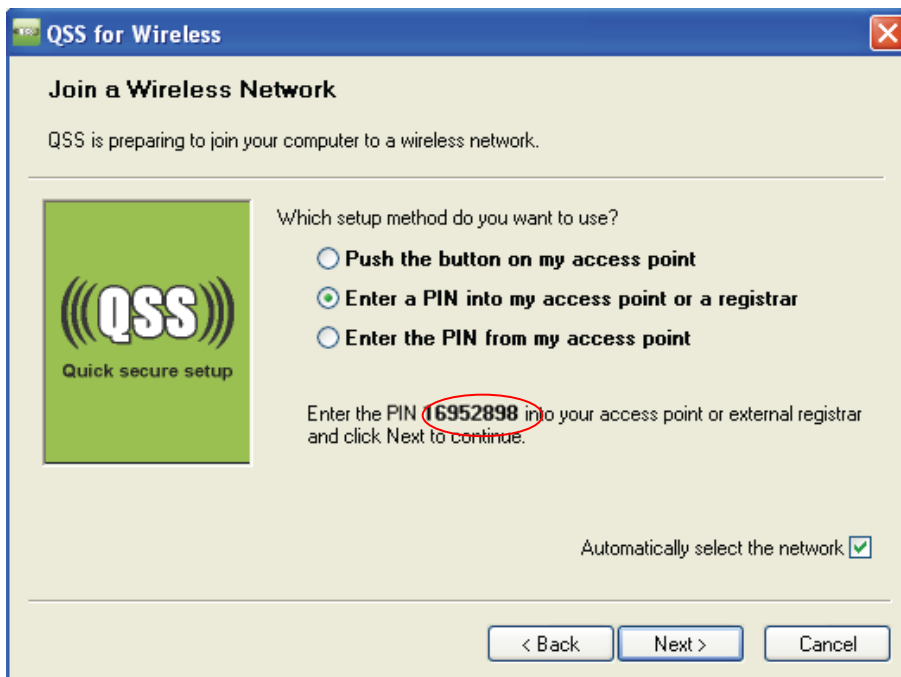 QSS for Wireless
Join a Wireless Network
QSS is preparing to join your computer to a wireless network.
Which setup method do you want to use?
Push the button on my access point
Enter a PIN into my access point or a registrar
Enter the PIN from my access point
QSS
Quick secure setup
Enter the PIN 16952898 into your access point or external registrar
and click Next to continue.
Automatically select the network
< Back
Next >
Cancel